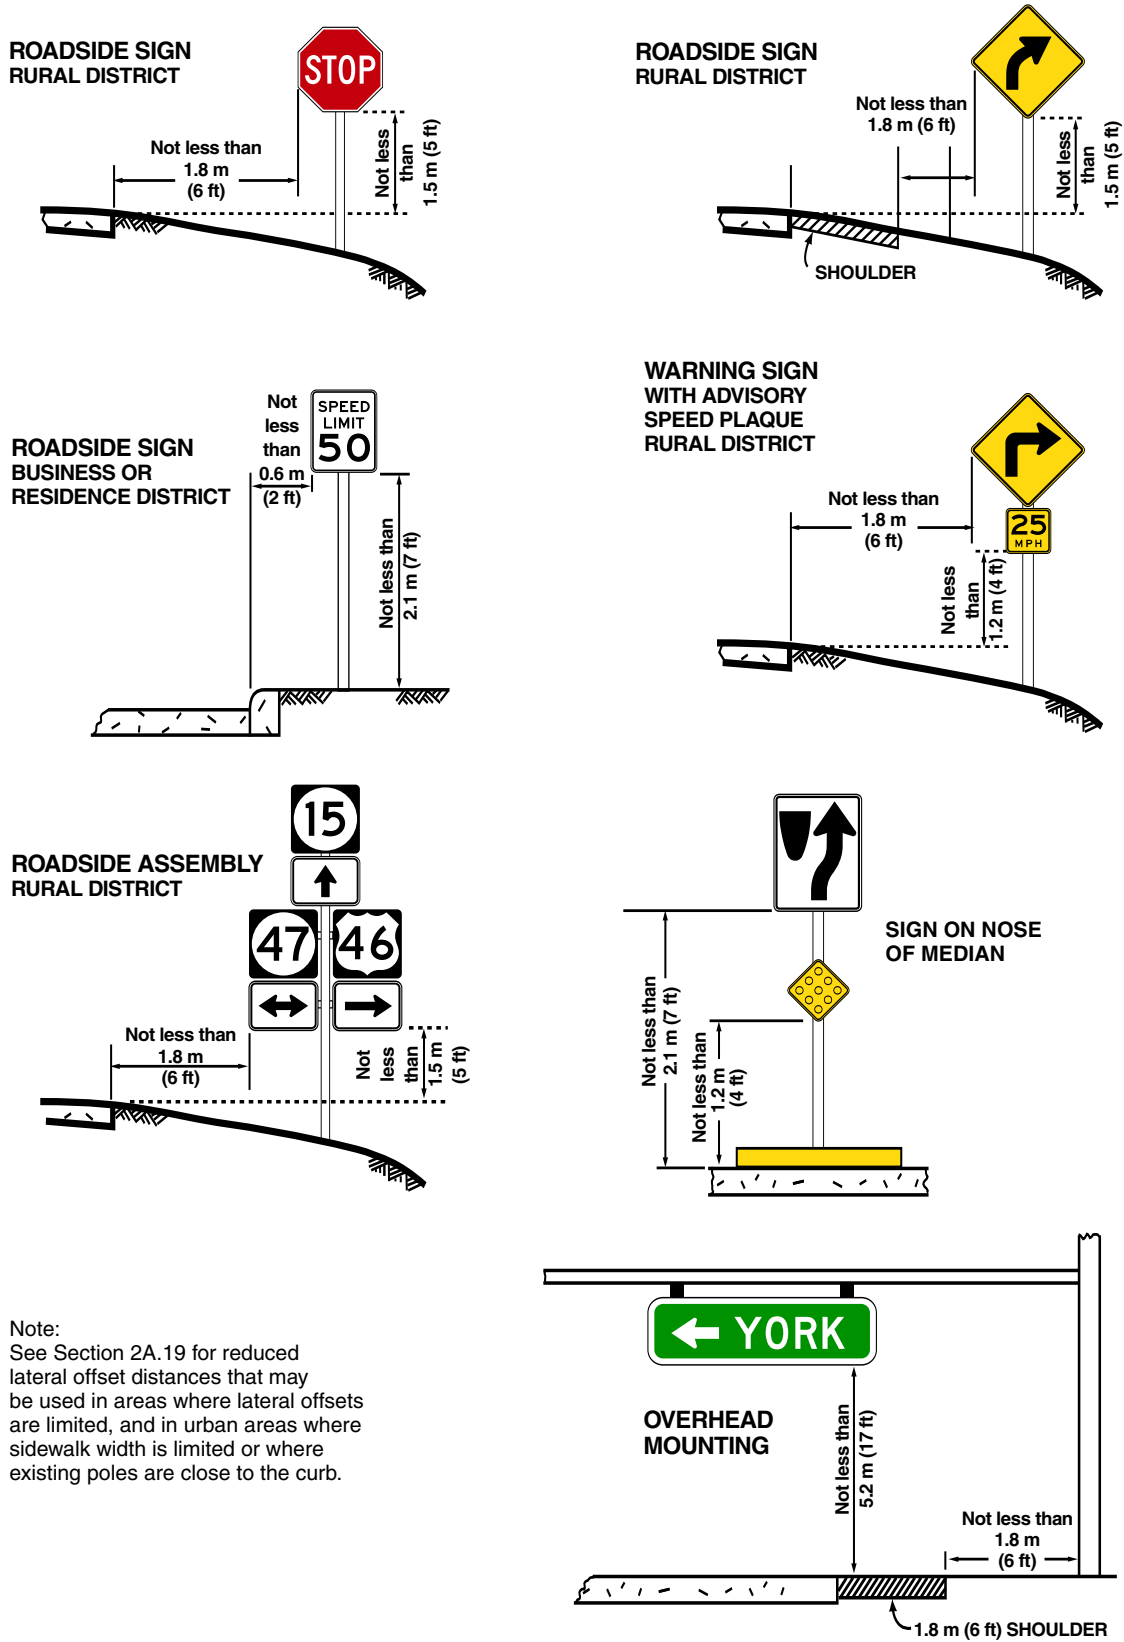 ROADSIDE SIGN
RURAL DISTRICT
STOP
Not less than
1.8 m
(6 ft)
Not less
than
1.5 m (5 ft)
ROADSIDE SIGN
RURAL DISTRICT
Not less than
1.8 m (6 ft)
Not less
than
1.5 m (5 ft)
SHOULDER
ROADSIDE SIGN
BUSINESS OR
RESIDENCE DISTRICT
Not
less
than
0.6 m
(2 ft)
SPEED
LIMIT
50
Not less than
2.1 m (7 ft)
WARNING SIGN
WITH ADVISORY
SPEED PLAQUE
RURAL DISTRICT
Not less than
1.8 m
(6 ft)
25
MPH
Not less
than
1.2 m (4 ft)
ROADSIDE ASSEMBLY
RURAL DISTRICT
15
47
46
Not less than
1.8 m
(6 ft)
Not
less
than
1.5 m
(5 ft)
SIGN ON NOSE
OF MEDIAN
Not less than
2.1 m (7 ft)
Not less than
1.2 m
(4 ft)
Note:
See Section 2A.19 for reduced
lateral offset distances that may
be used in areas where lateral offsets
are limited, and in urban areas where
sidewalk width is limited or where
existing poles are close to the curb.
YORK
OVERHEAD
MOUNTING
Not less than
5.2 m (17 ft)
Not less than
1.8 m
(6 ft)
1.8 m (6 ft) SHOULDER